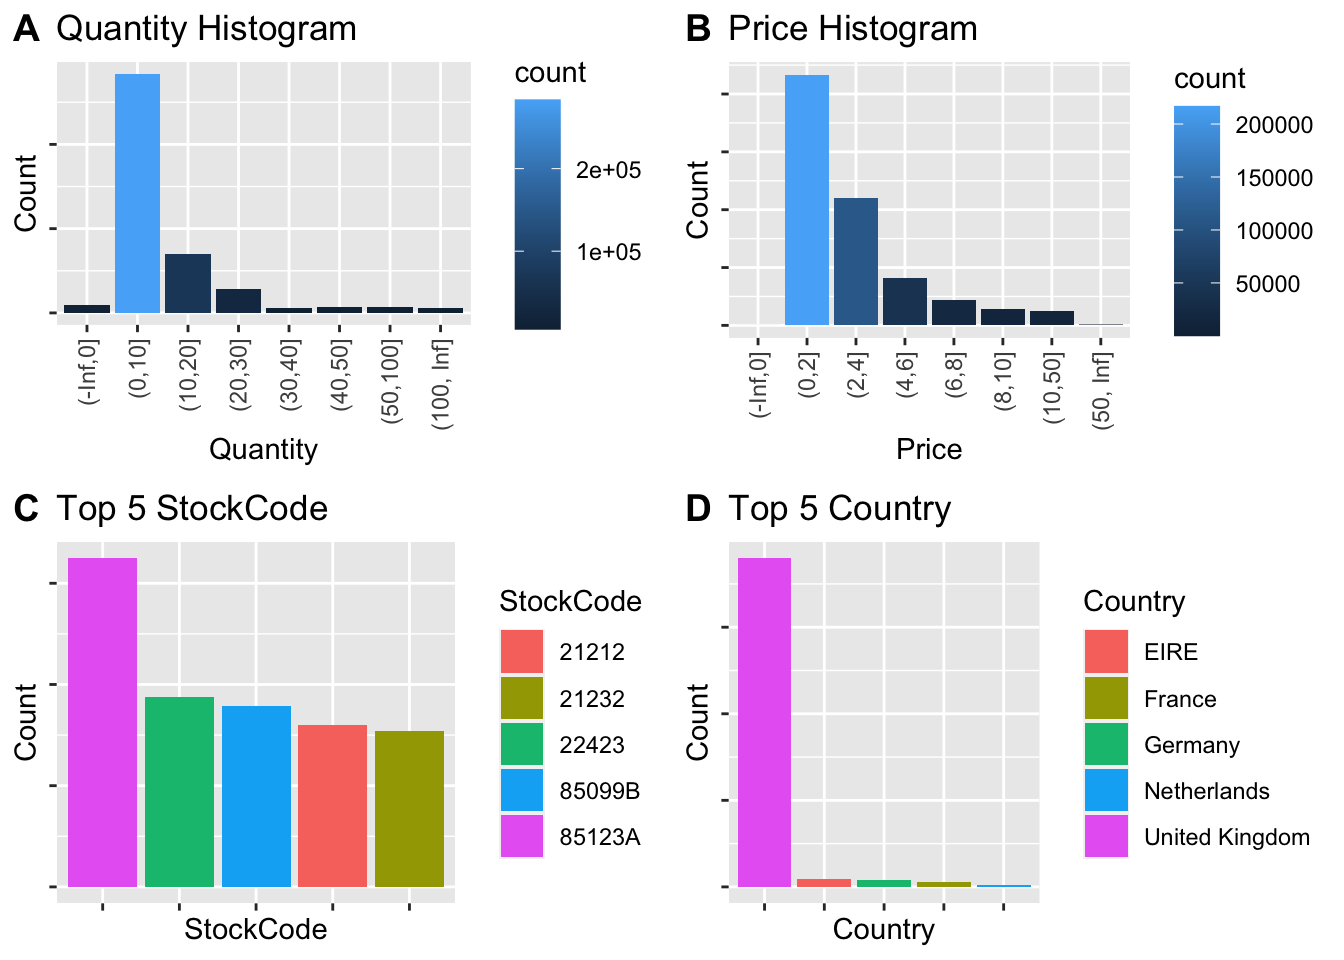 A Quantity Histogram
Count
count
2e+05
1e+05
(-Inf,0]
(0,10]
(10,20]
(20,30]
(30,40]
(40,50]
(50,100]
(100, Inf]
Quantity
B Price Histogram
Count
count
200000
150000
100000
50000
(-Inf,0]
(0,2]
(2,4]
(4,6]
(6,8]
(8,10]
(10,50]
(50, Inf]
Price
C Top 5 StockCode
Count
StockCode
StockCode
21212
21232
22423
85099B
85123A
D Top 5 Country
Count
Country
Country
EIRE
France
Germany
Netherlands
United Kingdom